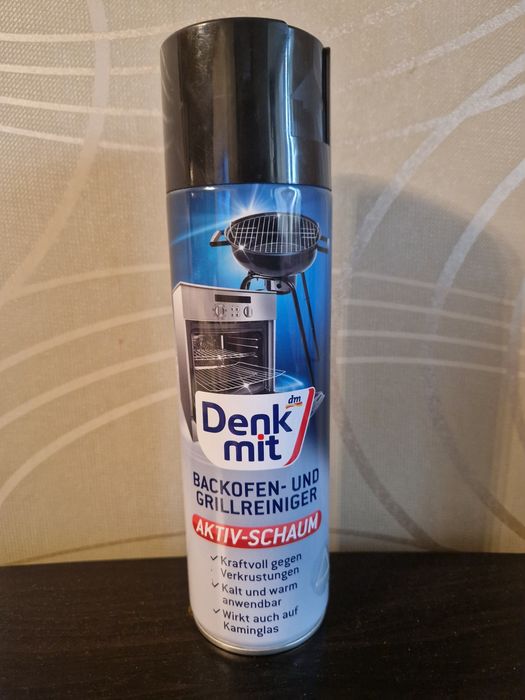 dm
Denk
mit
BACKOFEN- UND
GRILLREINIGER
AKTIV-SCHAUM
✓ Kraftvoll gegen
Verkrustungen
✓ Kalt und warm
anwendbar
✓ Wirkt auch auf
Kaminglas